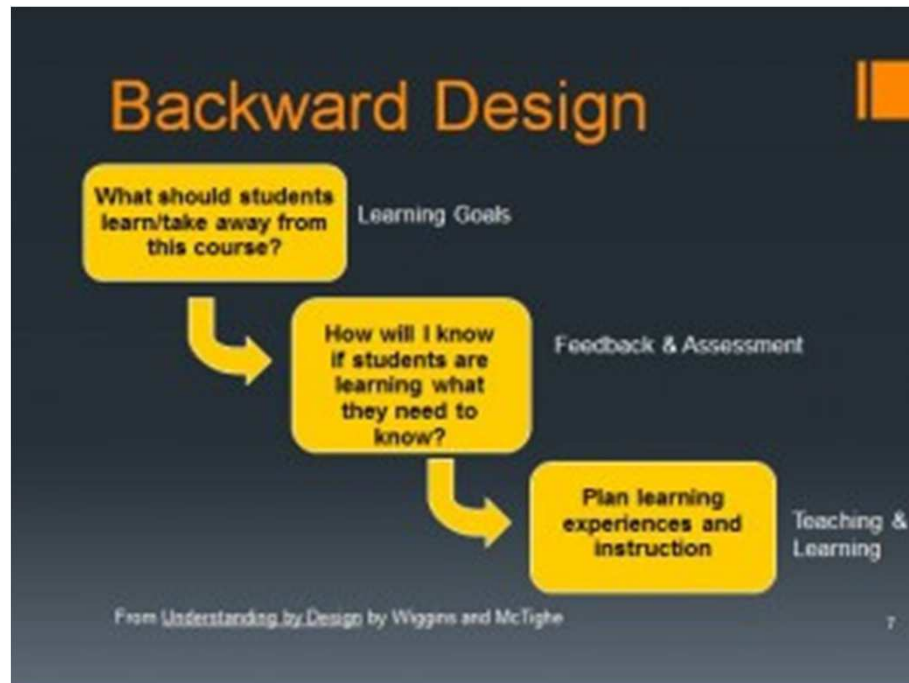 Backward Design
What should students
learn/take away from
this course?
Learning Goals
How will I know
if students are
learning what
they need to
know?
Feedback & Assessment
Plan learning
experiences and
instruction
Teaching &
Learning
From Understanding by Design by Wiggins and McTighe
7